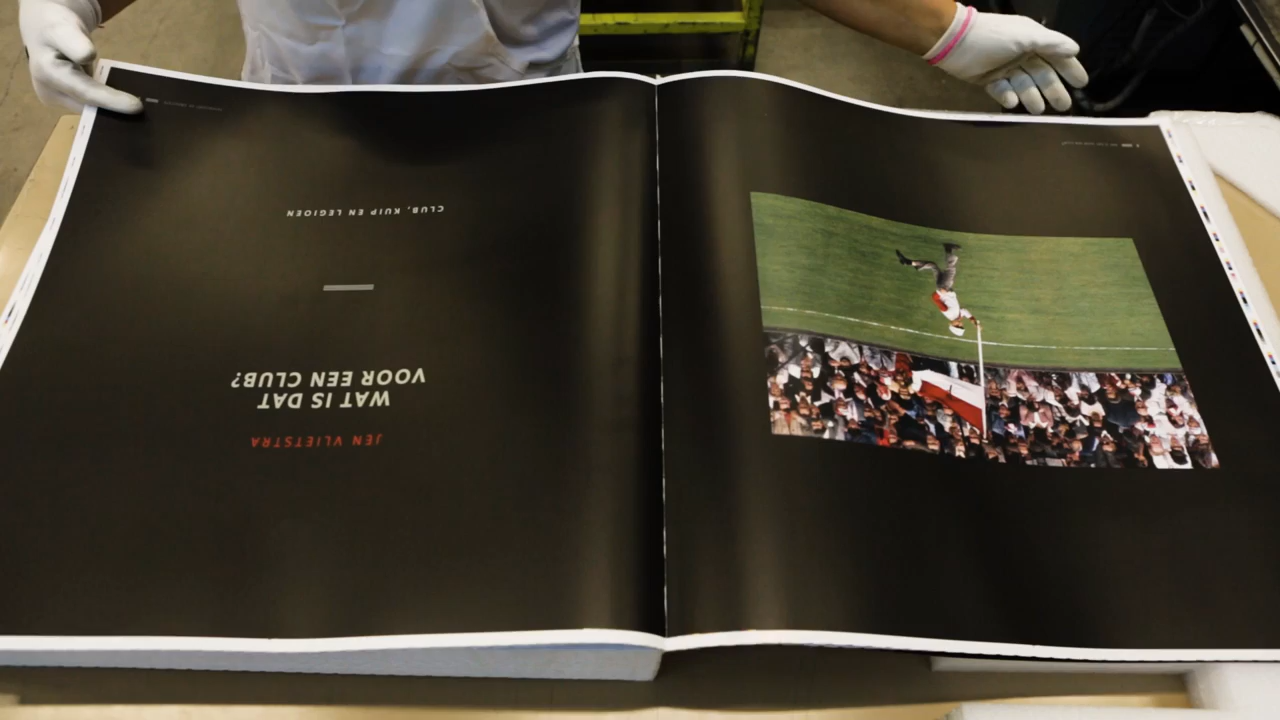 JEN VLIETSTRA
WAT IS DAT
VOOR EEN CLUB?
CLUB, KUIP EN LEGIOEN